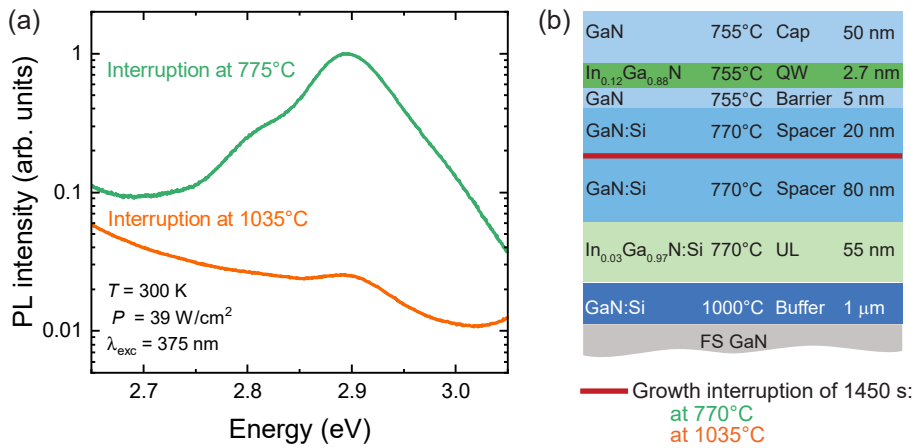 (a)
Interruption at 775°C
Interruption at 1035°C
T = 300 K
P = 39 W/cm²
λexc = 375 nm
PL intensity (arb. units)
1
0.1
0.01
2.7 2.8 2.9 3.0
Energy (eV)
(b)
GaN 755°C Cap 50 nm
In0.12Ga0.88N 755°C QW 2.7 nm
GaN 755°C Barrier 5 nm
GaN:Si 770°C Spacer 20 nm
GaN:Si 770°C Spacer 80 nm
In0.03Ga0.97N:Si 770°C UL 55 nm
GaN:Si 1000°C Buffer 1 μm
FS GaN
Growth interruption of 1450 s:
at 770°C
at 1035°C